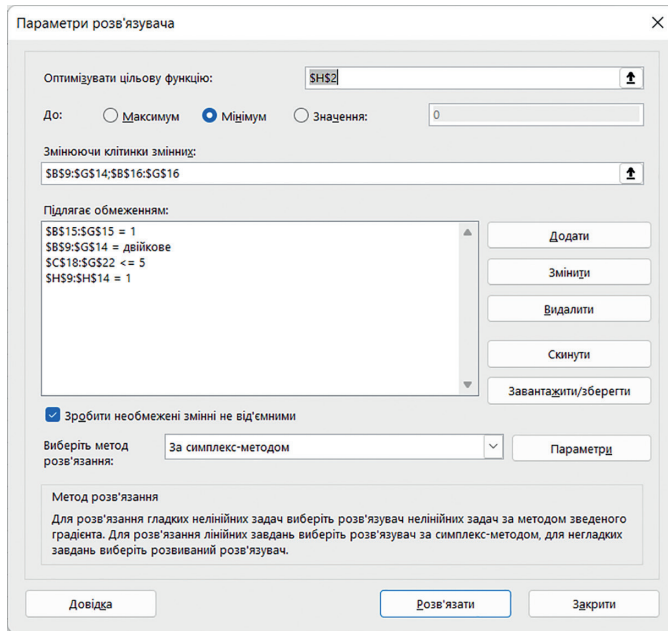 Параметри розв'язувача
Оптимізувати цільову функцію: $H$2
До: Максимум Мінімум Значення: 0
Змінюючи клітинки змінних:
$B$9:$G$14;$B$16:$G$16
Підлягає обмеженням:
$B$15:$G$15 = 1
$B$9:$G$14 = двійкове
$C$18:$G$22 <= 5
$H$9:$H$14 = 1
Додати
Змінити
Видалити
Скинути
Завантажити/зберегти
Зробити необмежені змінні не від'ємними
Виберіть метод
розв'язання:
За симплекс-методом
Параметри
Метод розв'язання
Для розв'язання гладких нелінійних задач виберіть розв'язувач нелінійних задач за методом зведеного
градієнта. Для розв'язання лінійних завдань виберіть розв'язувач за симплекс-методом, для негладких
завдань виберіть розвиваний розв'язувач.
Довідка Розв'язати Закрити